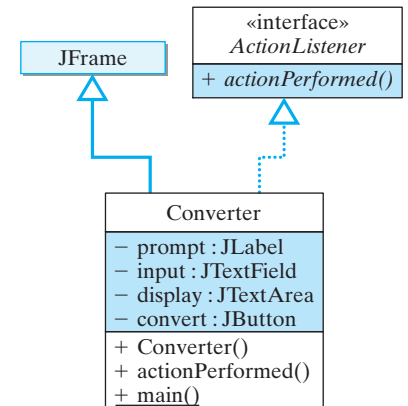 «interface»
ActionListener
JFrame
+ actionPerformed()
Converter
− prompt : JLabel
− input : JTextField
− display : JTextArea
− convert : JButton
+ Converter()
+ actionPerformed()
+ main()